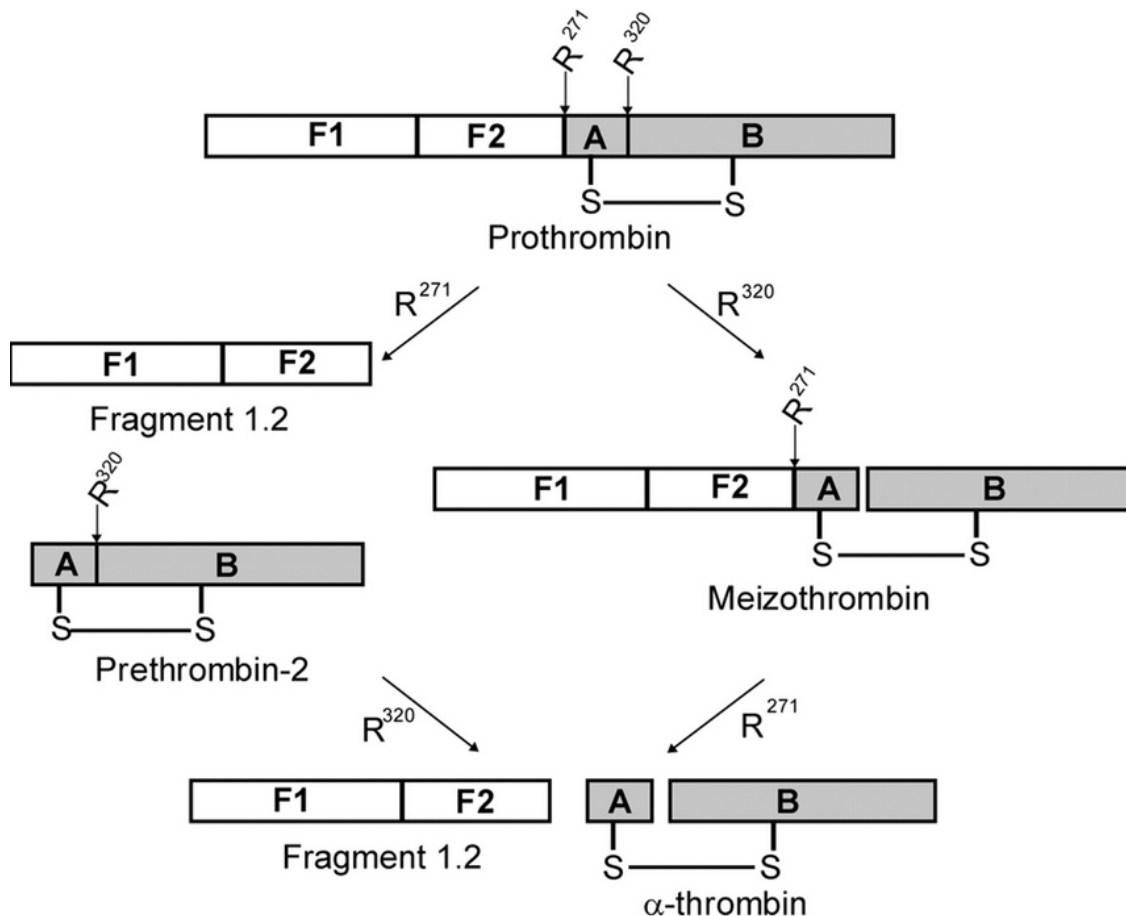 R²⁷¹ R³²⁰
F1 F2 A B
S S
Prothrombin
R²⁷¹ R³²⁰
F1 F2
Fragment 1.2
R²⁷¹
F1 F2 A B
S S
Meizothrombin
R³²⁰
A B
S S
Prethrombin-2
R³²⁰ R²⁷¹
F1 F2 A B
Fragment 1.2
S S
α-thrombin